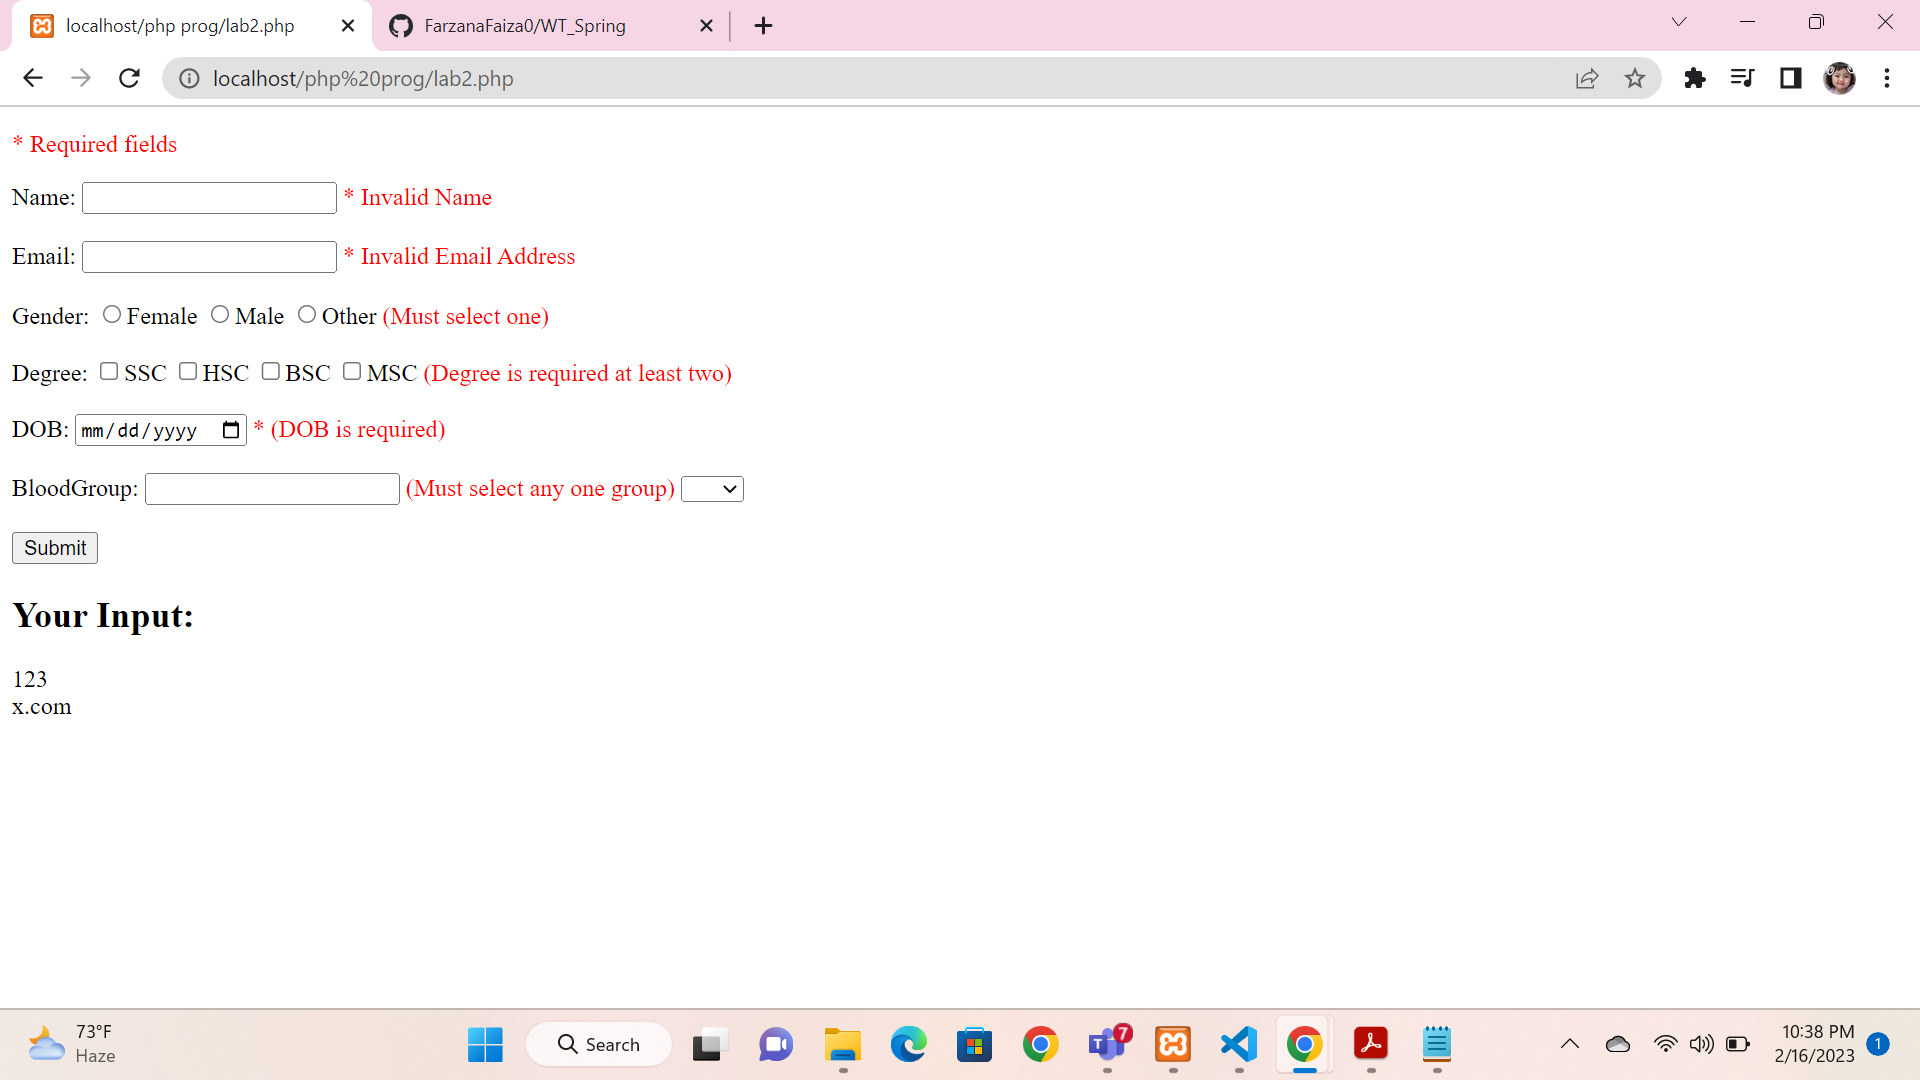 localhost/php prog/lab2.php
FarzanaFaiza0/WT_Spring
localhost/php%20prog/lab2.php
* Required fields
Name: * Invalid Name
Email: * Invalid Email Address
Gender: Female Male Other (Must select one)
Degree: SSC HSC BSC MSC (Degree is required at least two)
DOB: mm/dd/yyyy * (DOB is required)
BloodGroup: (Must select any one group)
Submit
Your Input:
123
x.com
73°F
Haze
Search
T
7
10:38 PM
2/16/2023
1